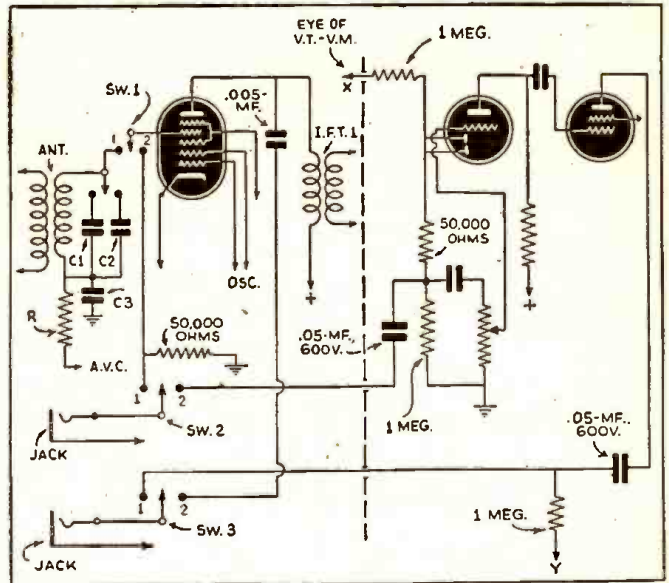 EYE OF
V.T.-V.M.
1 MEG.
SW.1
.005-
MF.
X
1
2
ANT.
I.F.T.1
C1
C2
50,000
OHMS
+
+
OSC.
C3
R
50,000
OHMS
.05-MF.
600V.
A.V.C.
1
2
SW.2
1 MEG.
.05-MF.
600V.
JACK
1
2
SW.3
1 MEG.
JACK
Y